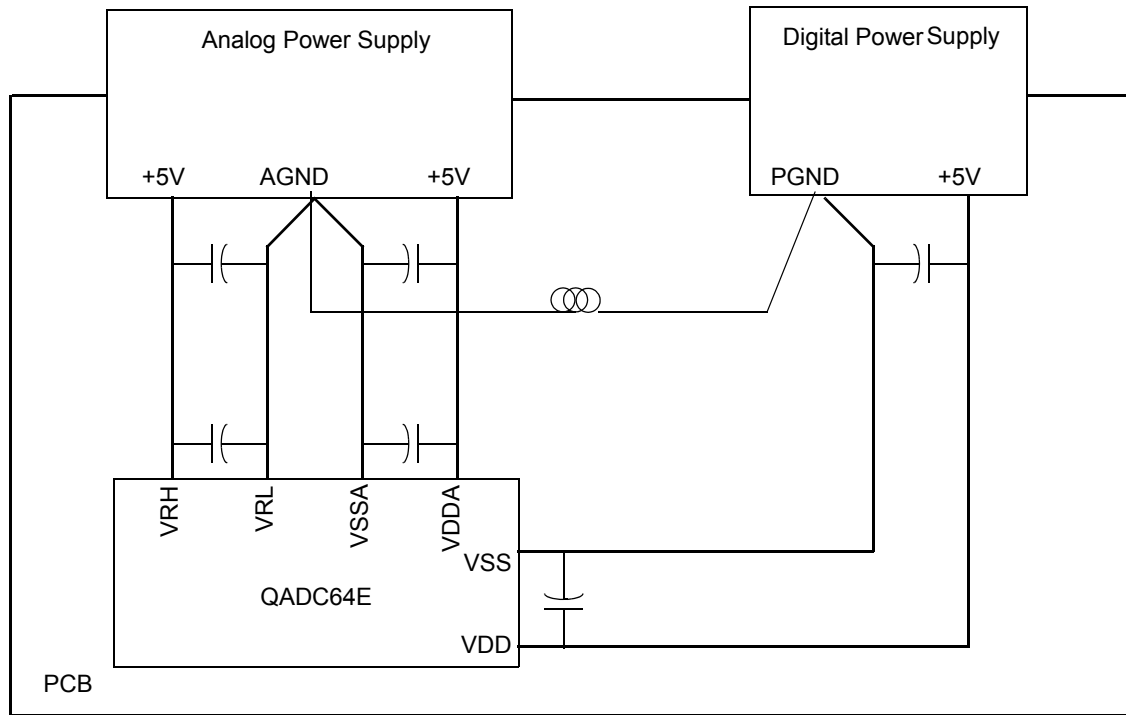 Analog Power Supply
Digital Power Supply
+5V
AGND
+5V
PGND
+5V
VRH
VRL
VSSA
VDDA
VSS
QADC64E
VDD
PCB